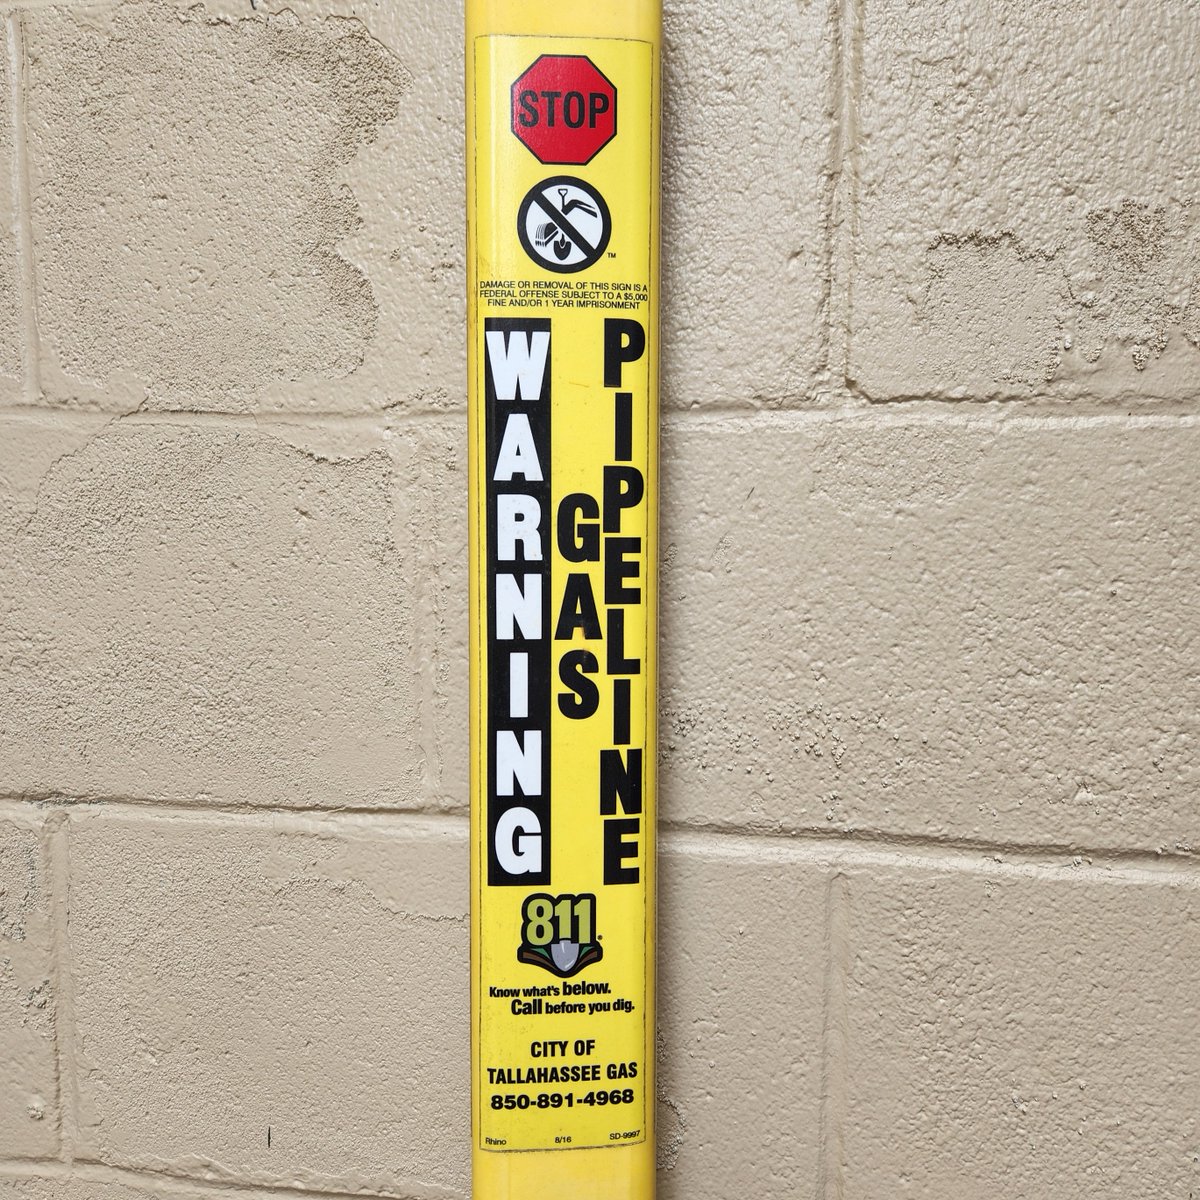 STOP
TM
DAMAGE OR REMOVAL OF THIS SIGN IS A
FEDERAL OFFENSE SUBJECT TO A $5,000
FINE AND/OR 1 YEAR IMPRISONMENT
WARNING
GAS
PIPELINE
811®
Know what's below.
Call before you dig.
CITY OF
TALLAHASSEE GAS
850-891-4968
Rhino 8/16 SD-9997